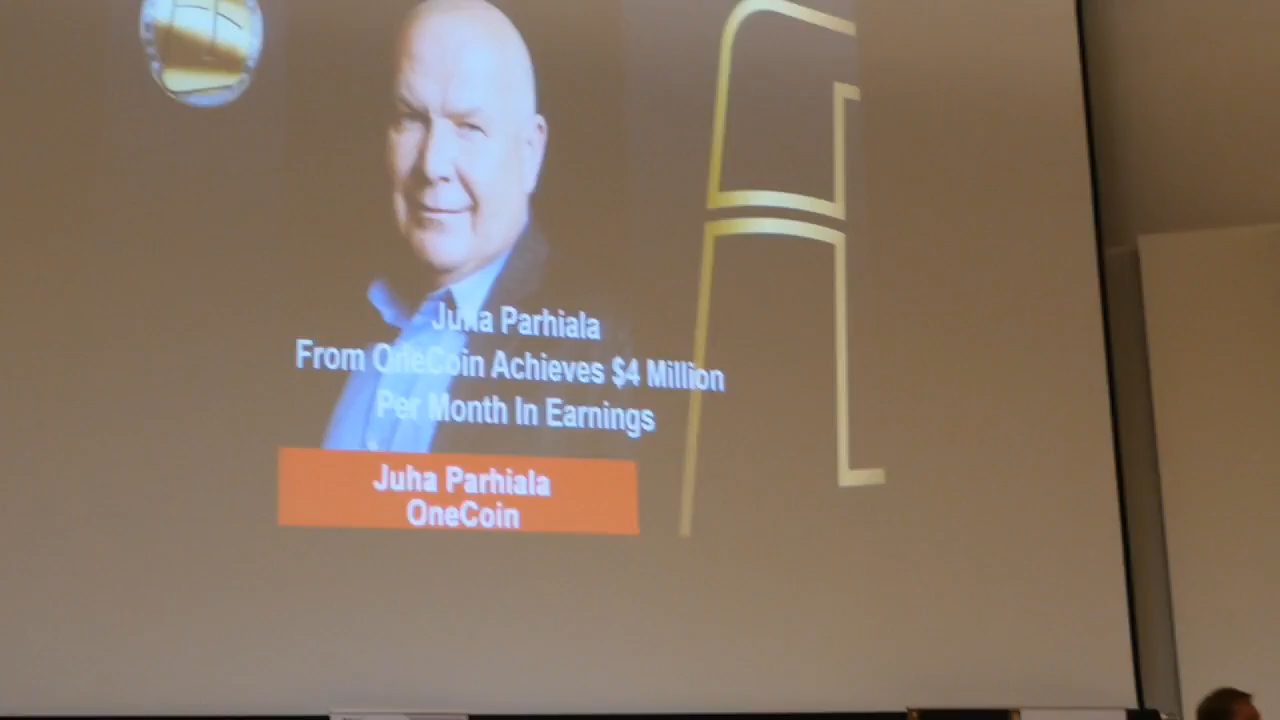 Juha Parhiala
From OneCoin Achieves $4 Million
Per Month In Earnings
Juha Parhiala
OneCoin